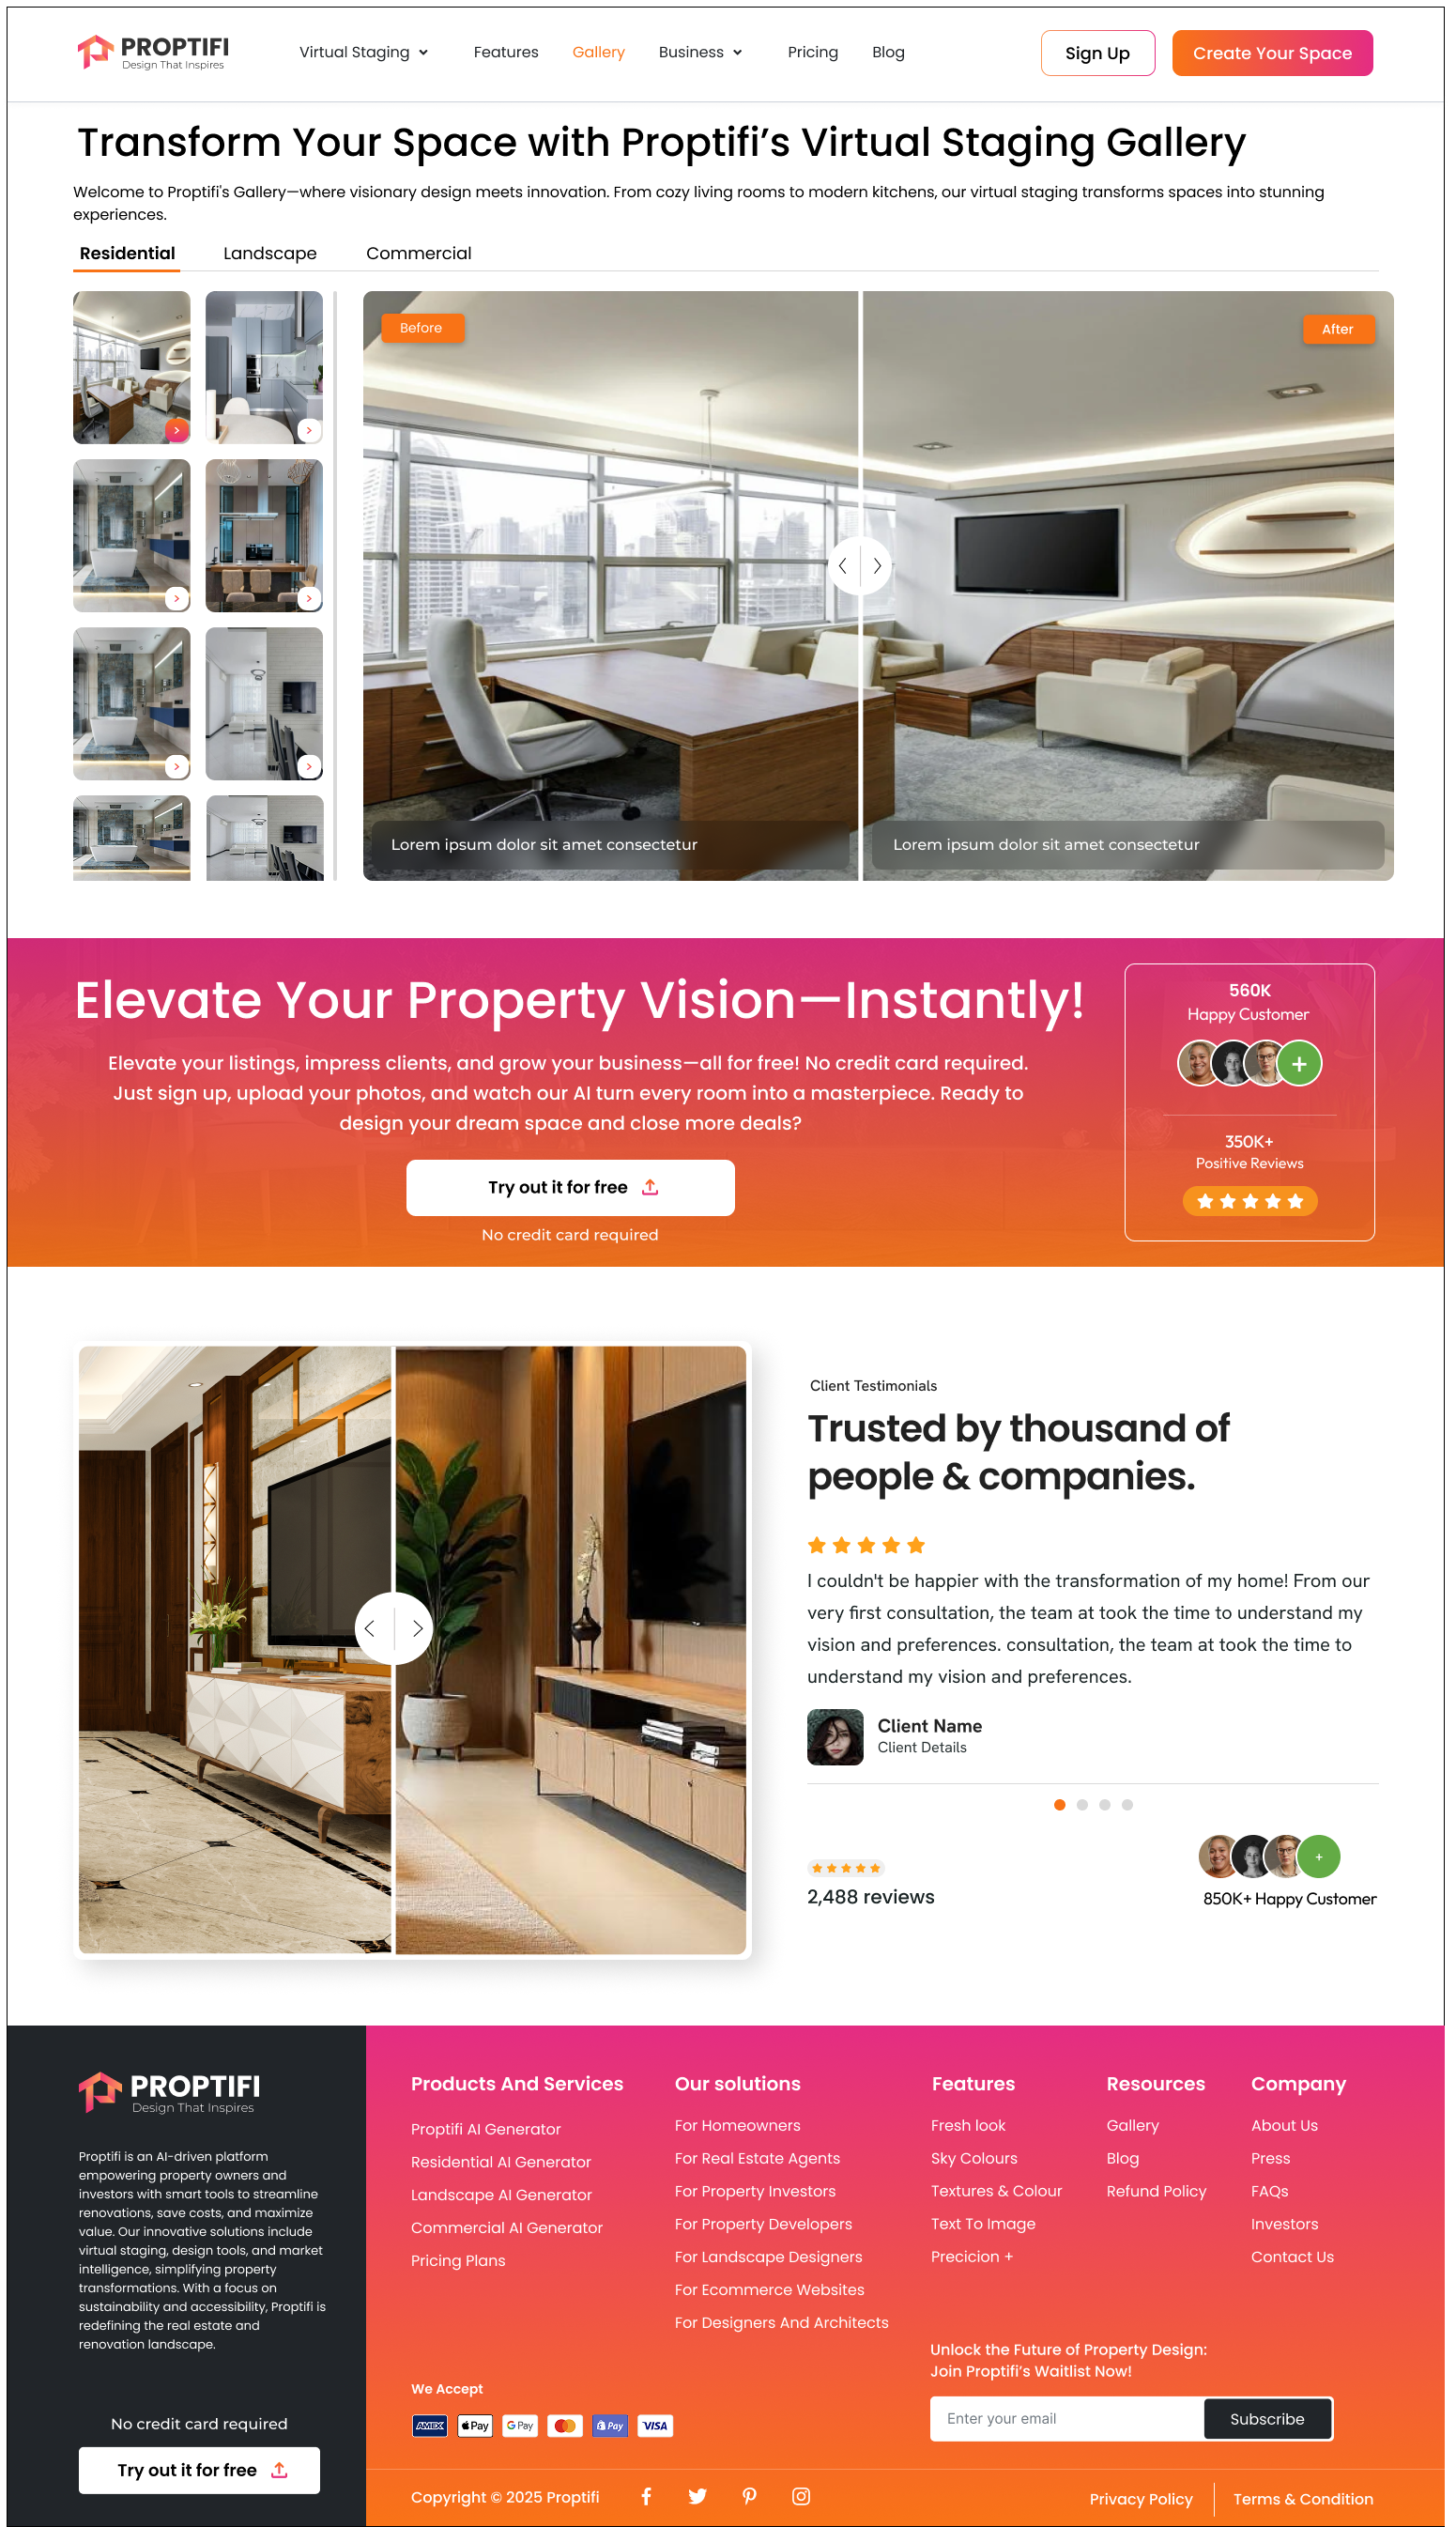 PROPTIFI
Design That Inspires
Virtual Staging
Features
Gallery
Business
Pricing
Blog
Sign Up
Create Your Space
Transform Your Space with Proptifi’s Virtual Staging Gallery
Welcome to Proptifi's Gallery—where visionary design meets innovation. From cozy living rooms to modern kitchens, our virtual staging transforms spaces into stunning
experiences.
Residential
Landscape
Commercial
Before
After
Lorem ipsum dolor sit amet consectetur
Lorem ipsum dolor sit amet consectetur
Elevate Your Property Vision—Instantly!
Elevate your listings, impress clients, and grow your business—all for free! No credit card required.
Just sign up, upload your photos, and watch our AI turn every room into a masterpiece. Ready to
design your dream space and close more deals?
Try out it for free
No credit card required
560K
Happy Customer
+
350K+
Positive Reviews
Client Testimonials
Trusted by thousand of
people & companies.
I couldn't be happier with the transformation of my home! From our
very first consultation, the team at took the time to understand my
vision and preferences. consultation, the team at took the time to
understand my vision and preferences.
Client Name
Client Details
2,488 reviews
+
850K+ Happy Customer
PROPTIFI
Design That Inspires
Proptifi is an AI-driven platform
empowering property owners and
investors with smart tools to streamline
renovations, save costs, and maximize
value. Our innovative solutions include
virtual staging, design tools, and market
intelligence, simplifying property
transformations. With a focus on
sustainability and accessibility, Proptifi is
redefining the real estate and
renovation landscape.
No credit card required
Try out it for free
Products And Services
Proptifi AI Generator
Residential AI Generator
Landscape AI Generator
Commercial AI Generator
Pricing Plans
Our solutions
For Homeowners
For Real Estate Agents
For Property Investors
For Property Developers
For Landscape Designers
For Ecommerce Websites
For Designers And Architects
Features
Fresh look
Sky Colours
Textures & Colour
Text To Image
Precicion +
Resources
Gallery
Blog
Refund Policy
Company
About Us
Press
FAQs
Investors
Contact Us
We Accept
AMEX
Pay
G Pay
Pay
VISA
Unlock the Future of Property Design:
Join Proptifi’s Waitlist Now!
Enter your email
Subscribe
Copyright © 2025 Proptifi
Privacy Policy
Terms & Condition